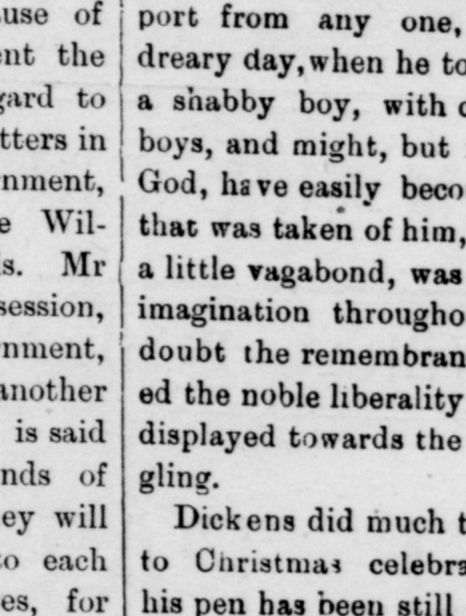 use of
ent the
gard to
tters in
nment,
e Wil-
s. Mr
session,
nment,
another
is said
nds of
ey will
to each
es, for
port from any one,
dreary day, when he to
a shabby boy, with
boys, and might, but
God, have easily beco
that was taken of him,
a little vagabond, was
imagination througho
doubt the remembran
ed the noble liberality
displayed towards the
gling.
Dickens did much t
to Christmas celebra
his pen has been still